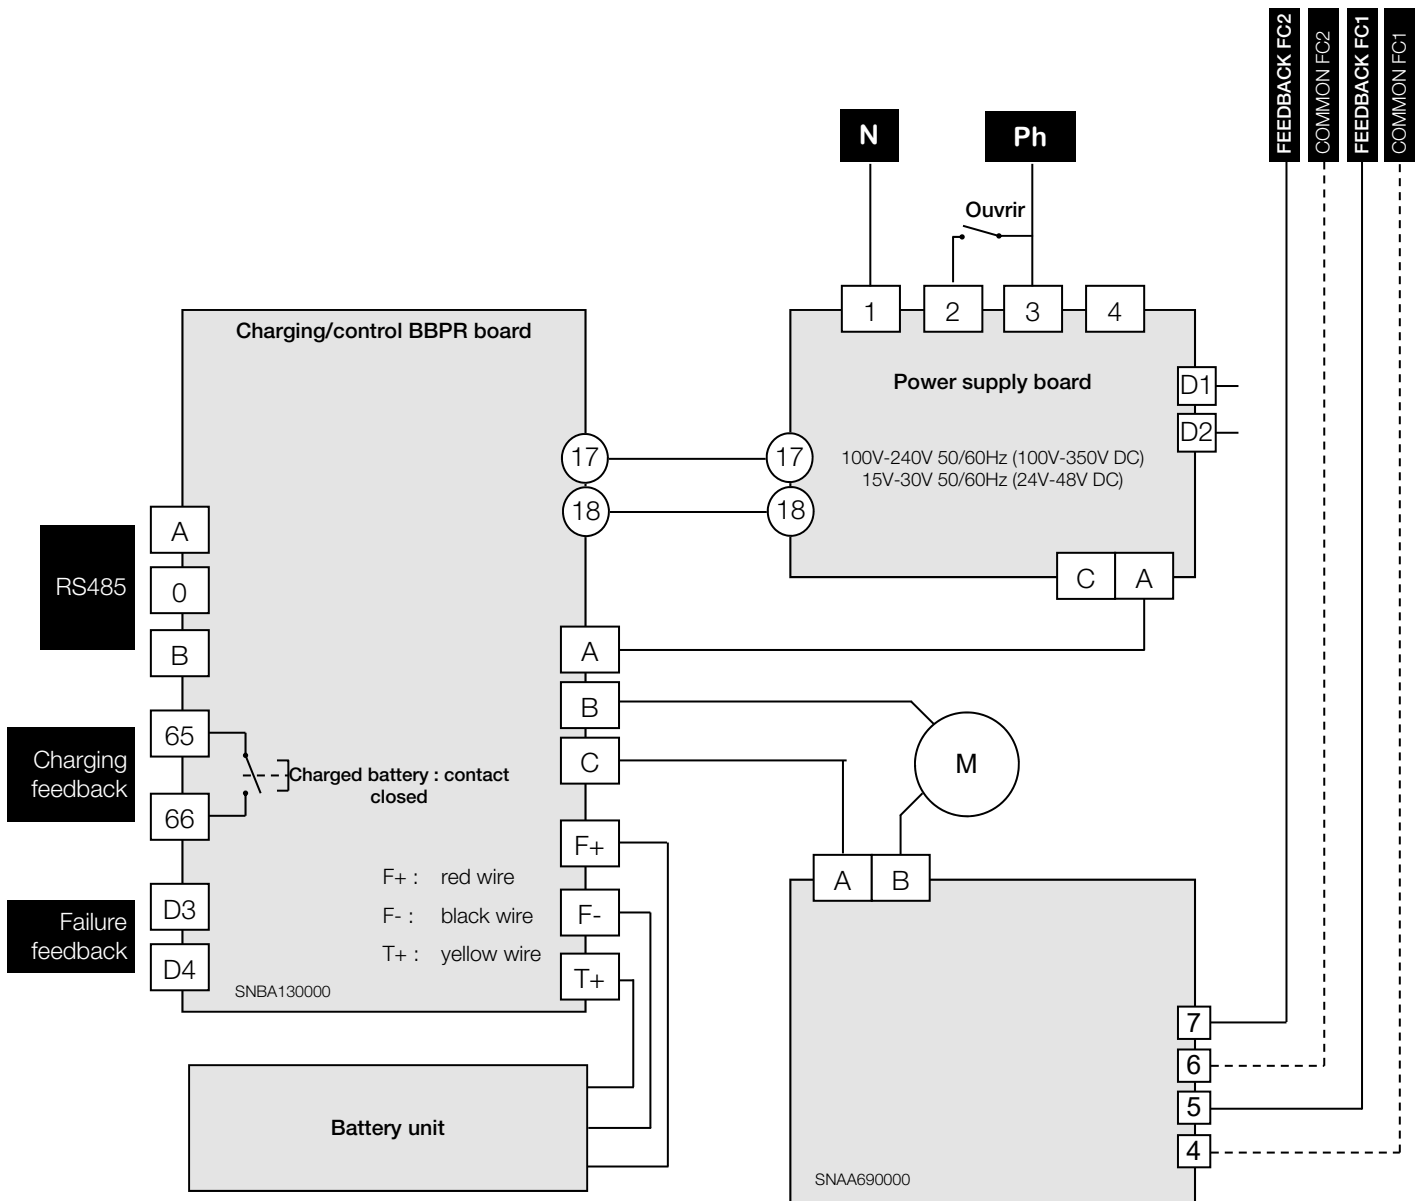 FEEDBACK FC2
COMMON FC2
FEEDBACK FC1
COMMON FC1
N
Ph
Ouvrir
1
2
3
4
Power supply board
D1
D2
100V-240V 50/60Hz (100V-350V DC)
15V-30V 50/60Hz (24V-48V DC)
17
18
C
A
Charging/control BBPR board
17
18
RS485
A
0
B
A
B
C
Charging
feedback
65
66
Charged battery : contact
closed
F+
F-
T+
F+ : red wire
F- : black wire
T+ : yellow wire
Failure
feedback
D3
D4
SNBA130000
M
A
B
7
6
5
4
SNAA690000
Battery unit